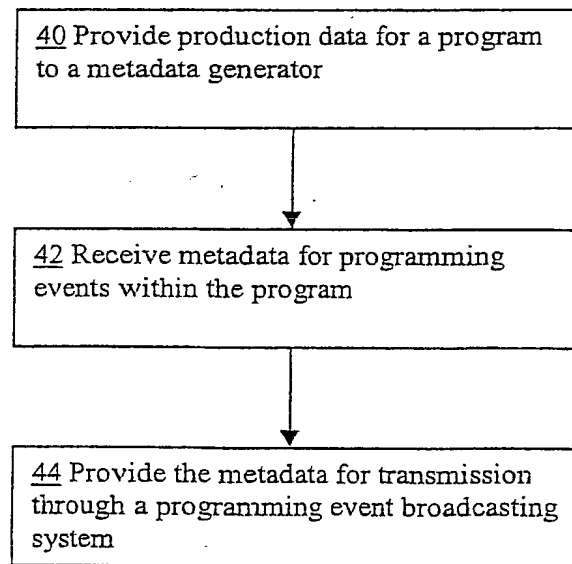 40 Provide production data for a program
to a metadata generator
42 Receive metadata for programming
events within the program
44 Provide the metadata for transmission
through a programming event broadcasting
system